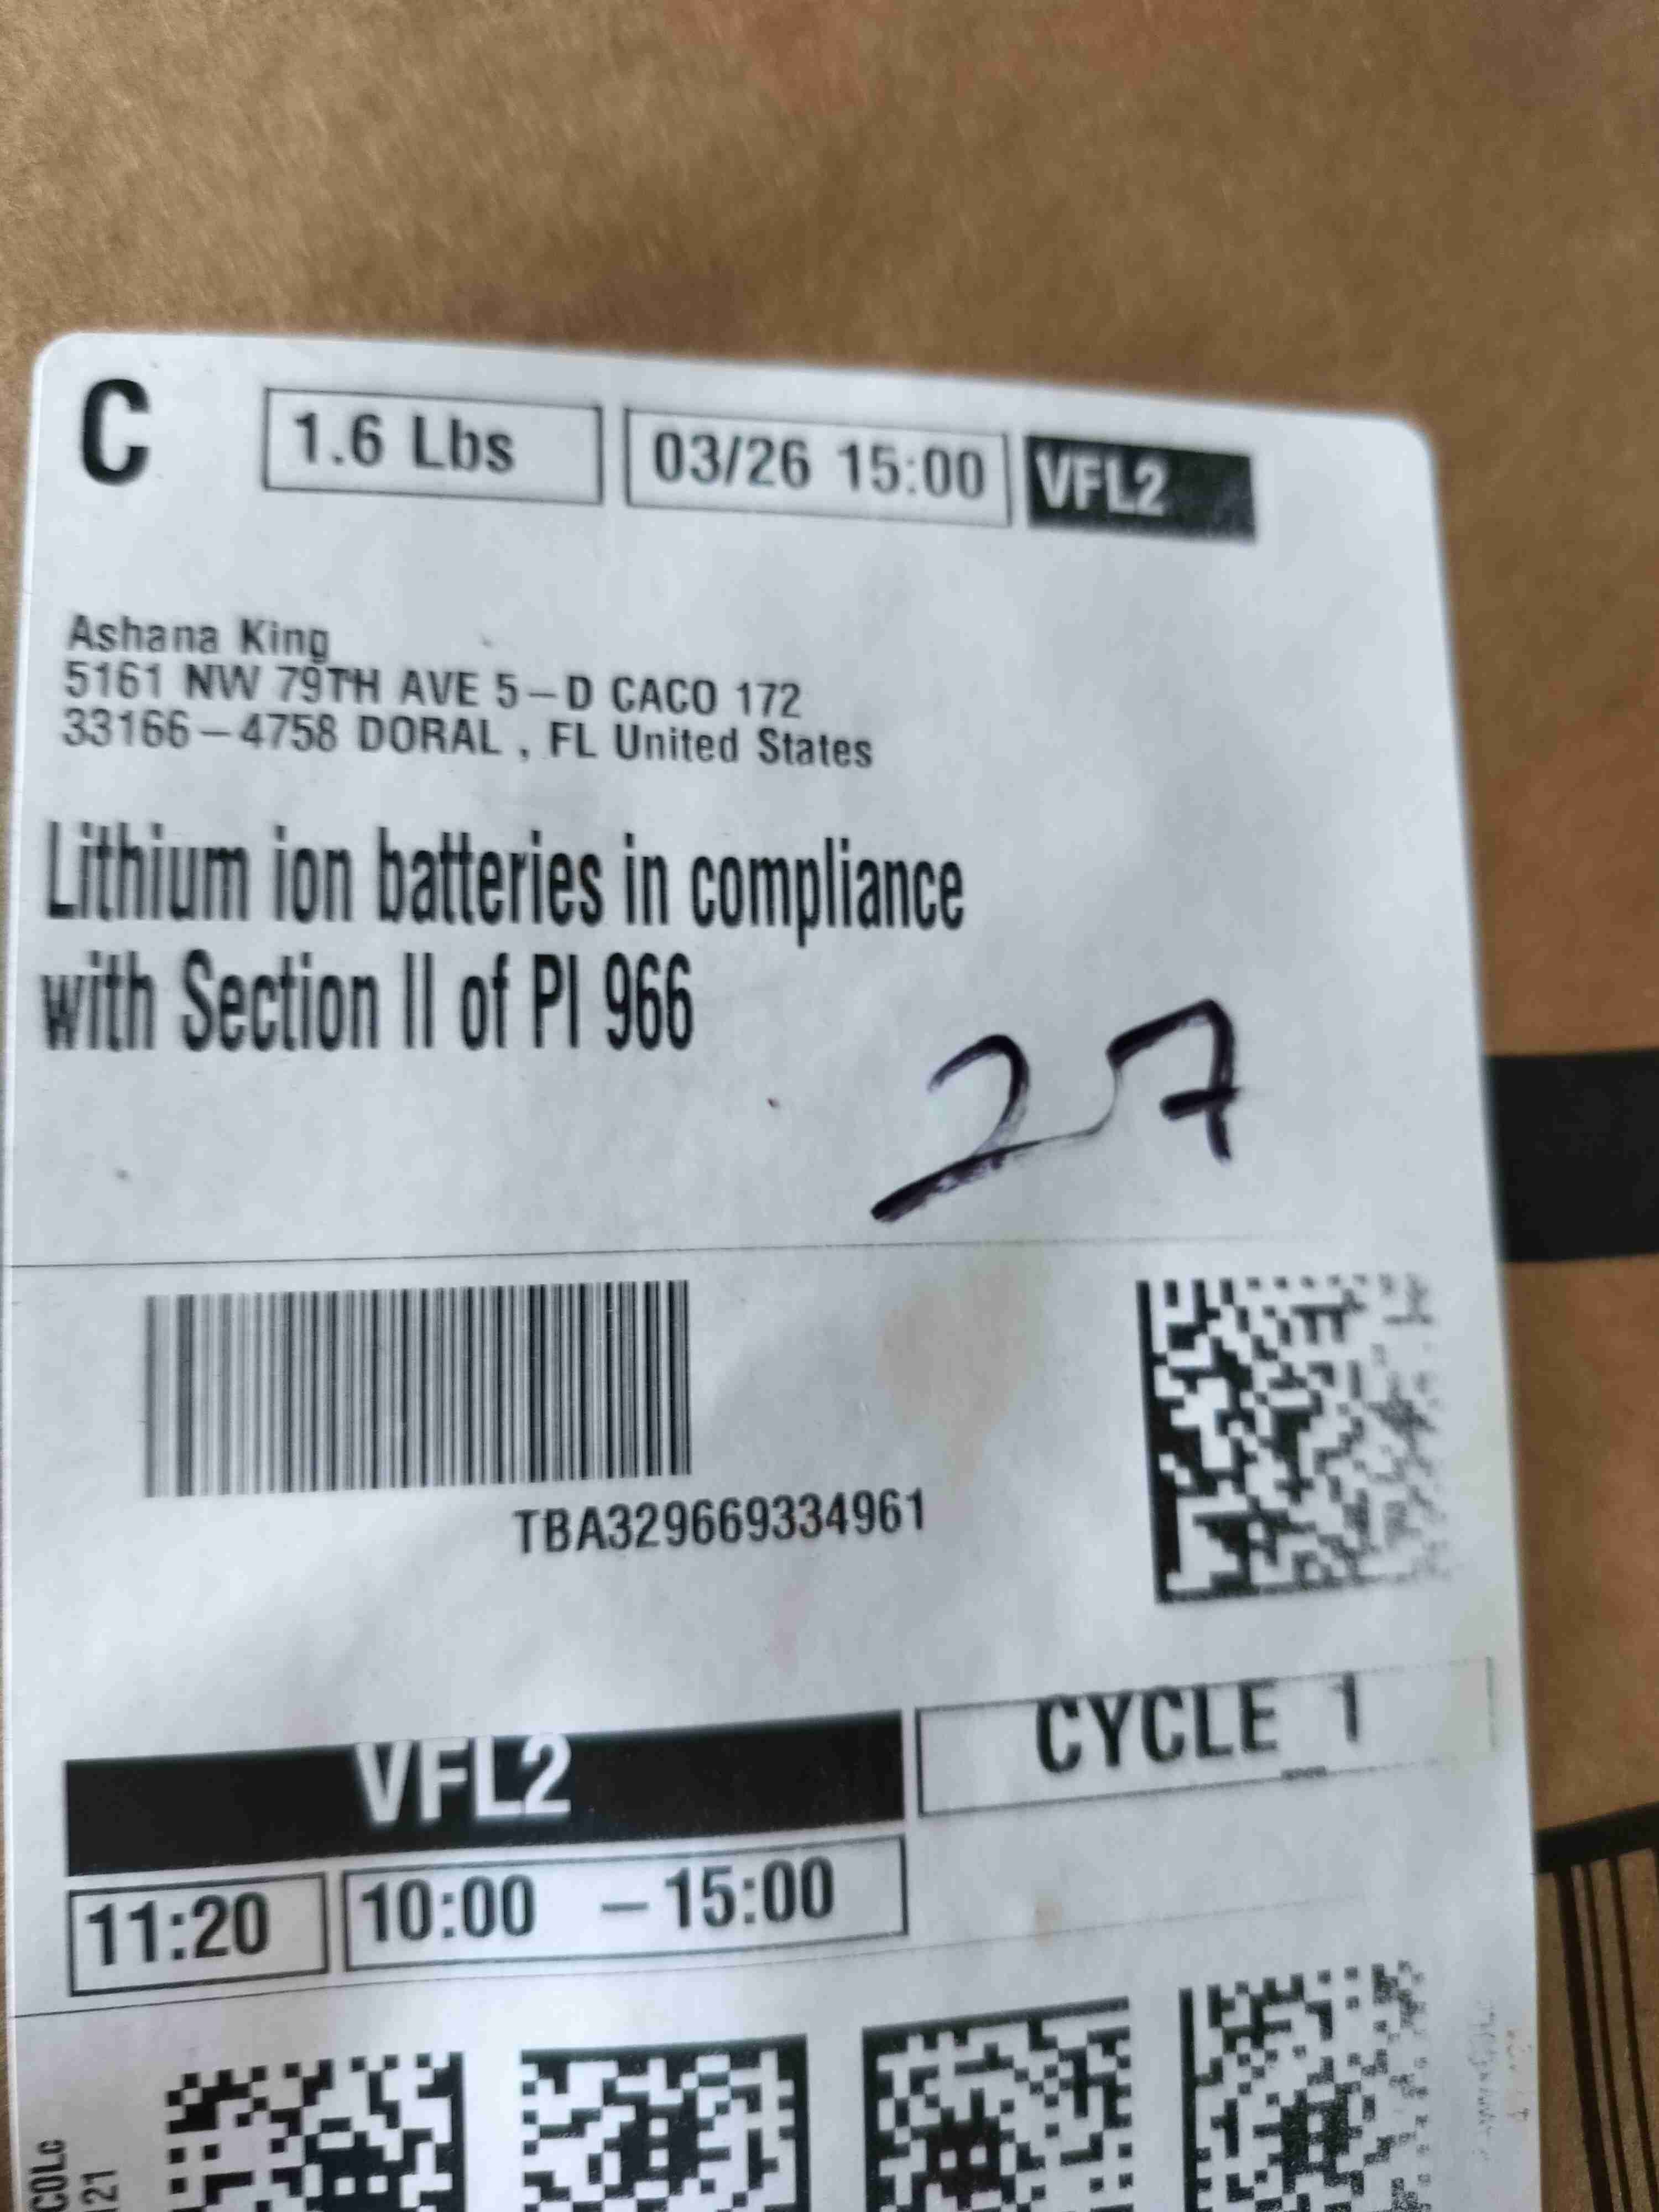 C 1.6 Lbs 03/26 15:00 VFL2
Ashana King
5161 NW 79TH AVE 5-D CACO 172
33166-4758 DORAL , FL United States
Lithium ion batteries in compliance
with Section II of PI 966
27
TBA329669334961
VFL2 CYCLE 1
11:20 10:00 -15:00